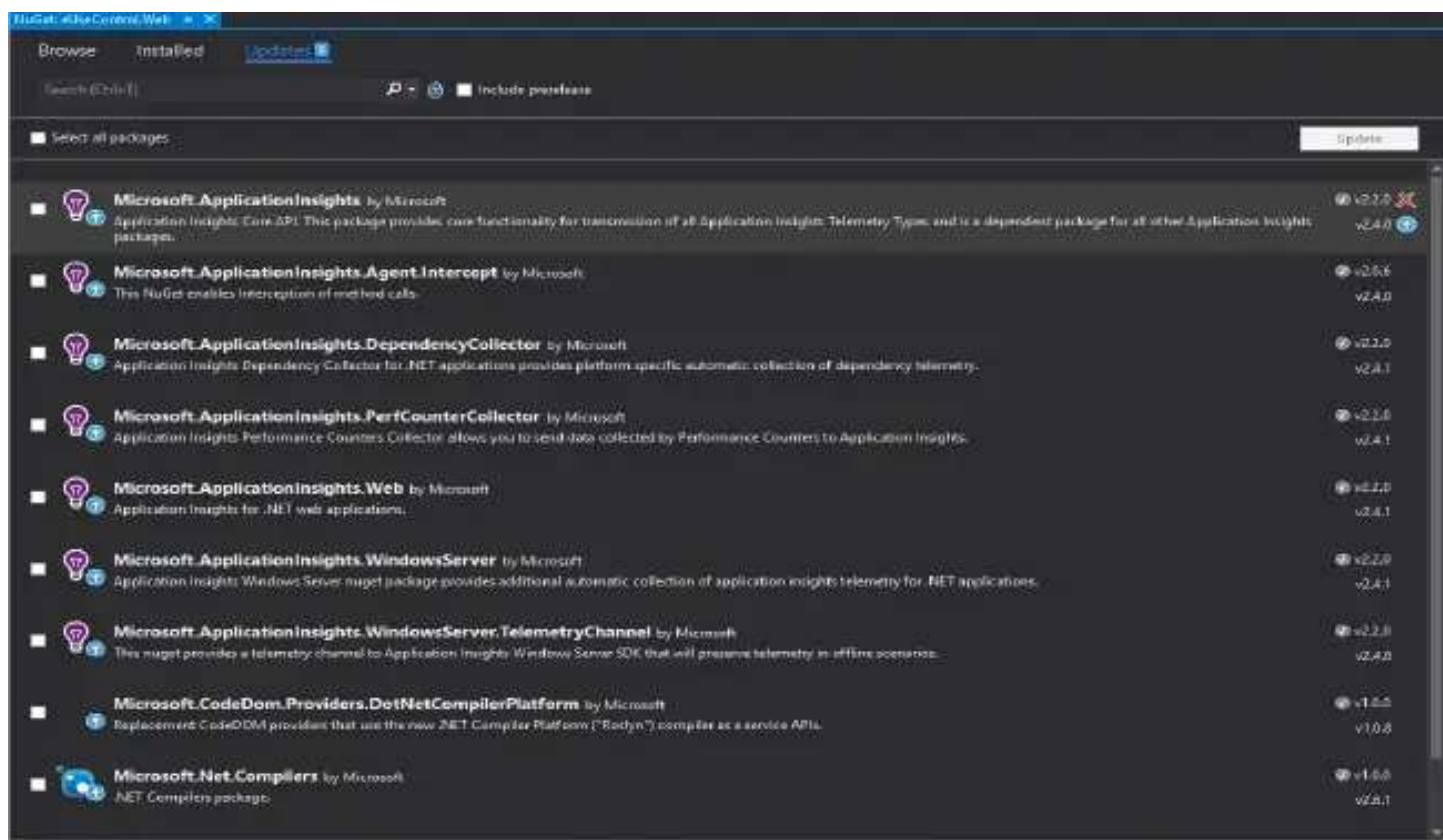 NuGet: eUseControl.Web
Browse Installed Updates
Search (Ctrl+E)
Include prerelease
Select all packages
Update
Microsoft.ApplicationInsights by Microsoft
v2.2.0
Application Insights Core API. This package provides core functionality for transmission of all Application Insights Telemetry Types and is a dependent package for all other Application Insights
packages.
v2.4.0
Microsoft.ApplicationInsights.Agent.Intercept by Microsoft
v2.0.6
This NuGet enables Interception of method calls.
v2.4.0
Microsoft.ApplicationInsights.DependencyCollector by Microsoft
v2.2.0
Application Insights Dependency Collector for .NET applications provides platform specific automatic collection of dependency telemetry.
v2.4.1
Microsoft.ApplicationInsights.PerfCounterCollector by Microsoft
v2.2.0
Application Insights Performance Counters Collector allows you to send data collected by Performance Counters to Application Insights.
v2.4.1
Microsoft.ApplicationInsights.Web by Microsoft
v2.2.0
Application Insights for .NET web applications.
v2.4.1
Microsoft.ApplicationInsights.WindowsServer by Microsoft
v2.2.0
Application Insights Windows Server nuget package provides additional automatic collection of application insights telemetry for .NET applications.
v2.4.1
Microsoft.ApplicationInsights.WindowsServer.TelemetryChannel by Microsoft
v2.2.0
This nuget provides a telemetry channel to Application Insights Windows Server SDK that will preserve telemetry in offline scenarios.
v2.4.0
Microsoft.CodeDom.Providers.DotNetCompilerPlatform by Microsoft
v1.0.0
Replacement CodeDOM providers that use the new .NET Compiler Platform ("Roslyn") compiler as a service APIs.
v1.0.8
Microsoft.Net.Compilers by Microsoft
v1.0.0
.NET Compilers package.
v2.6.1